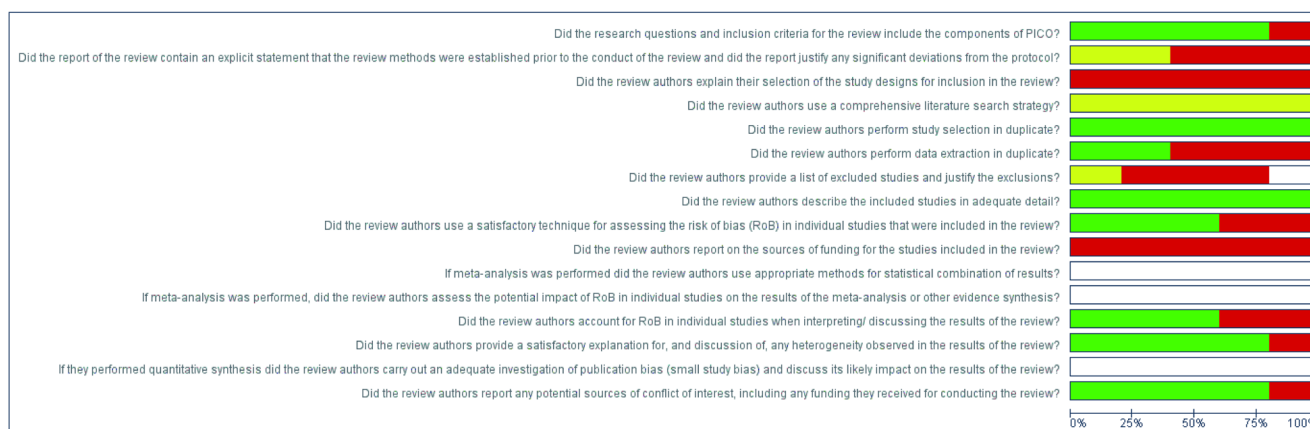 Did the research questions and inclusion criteria for the review include the components of PICO?
Did the report of the review contain an explicit statement that the review methods were established prior to the conduct of the review and did the report justify any significant deviations from the protocol?
Did the review authors explain their selection of the study designs for inclusion in the review?
Did the review authors use a comprehensive literature search strategy?
Did the review authors perform study selection in duplicate?
Did the review authors perform data extraction in duplicate?
Did the review authors provide a list of excluded studies and justify the exclusions?
Did the review authors describe the included studies in adequate detail?
Did the review authors use a satisfactory technique for assessing the risk of bias (RoB) in individual studies that were included in the review?
Did the review authors report on the sources of funding for the studies included in the review?
If meta-analysis was performed did the review authors use appropriate methods for statistical combination of results?
If meta-analysis was performed, did the review authors assess the potential impact of RoB in individual studies on the results of the meta-analysis or other evidence synthesis?
Did the review authors account for RoB in individual studies when interpreting/ discussing the results of the review?
Did the review authors provide a satisfactory explanation for, and discussion of, any heterogeneity observed in the results of the review?
If they performed quantitative synthesis did the review authors carry out an adequate investigation of publication bias (small study bias) and discuss its likely impact on the results of the review?
Did the review authors report any potential sources of conflict of interest, including any funding they received for conducting the review?
0% 25% 50% 75% 100%